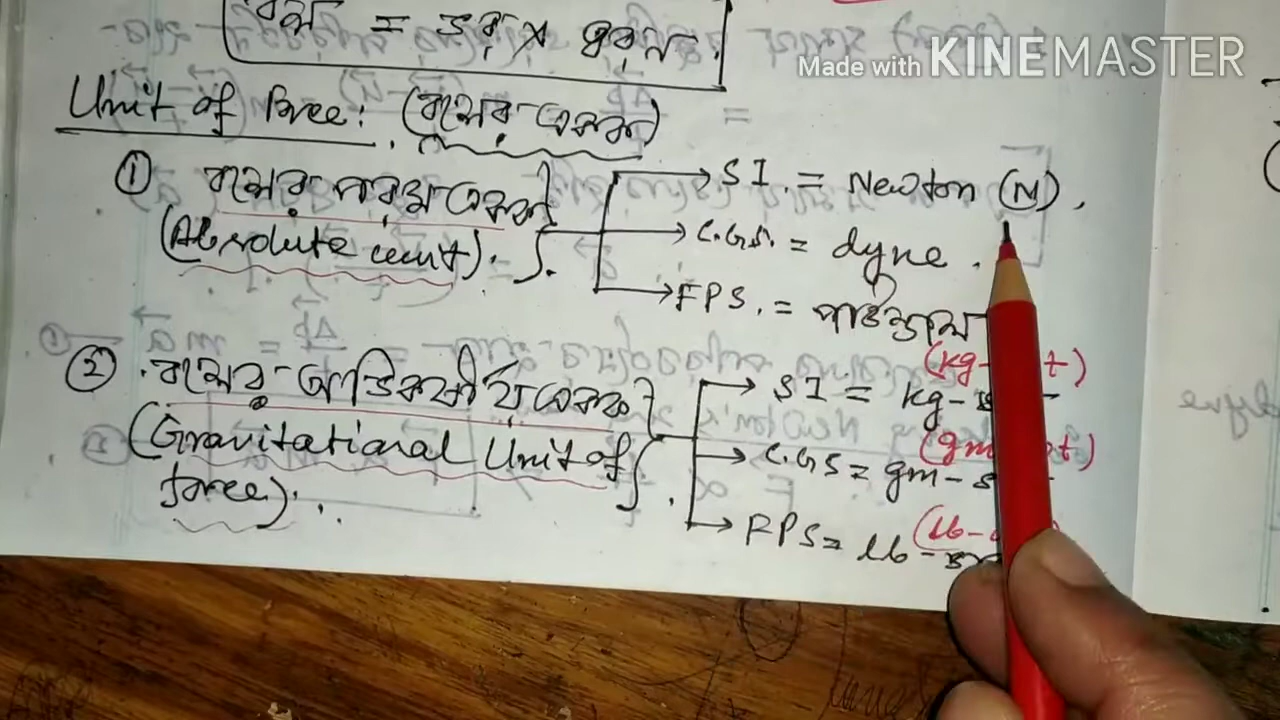 বল = ভর × ত্বরণ.
Made with KINEMASTER
Unit of Force: (বলের একক)
① বলের পরম একক
(Absolute unit).
SI. = Newton (N),
C.G.S. = dyne.
FPS. = পাউন্ডাল
② বলের অভিকর্ষীয় একক
(Gravitational Unit of
force).
(kg-
SI = kg-
(gm
C.G.S = gm-
(lb-
FPS = lb-